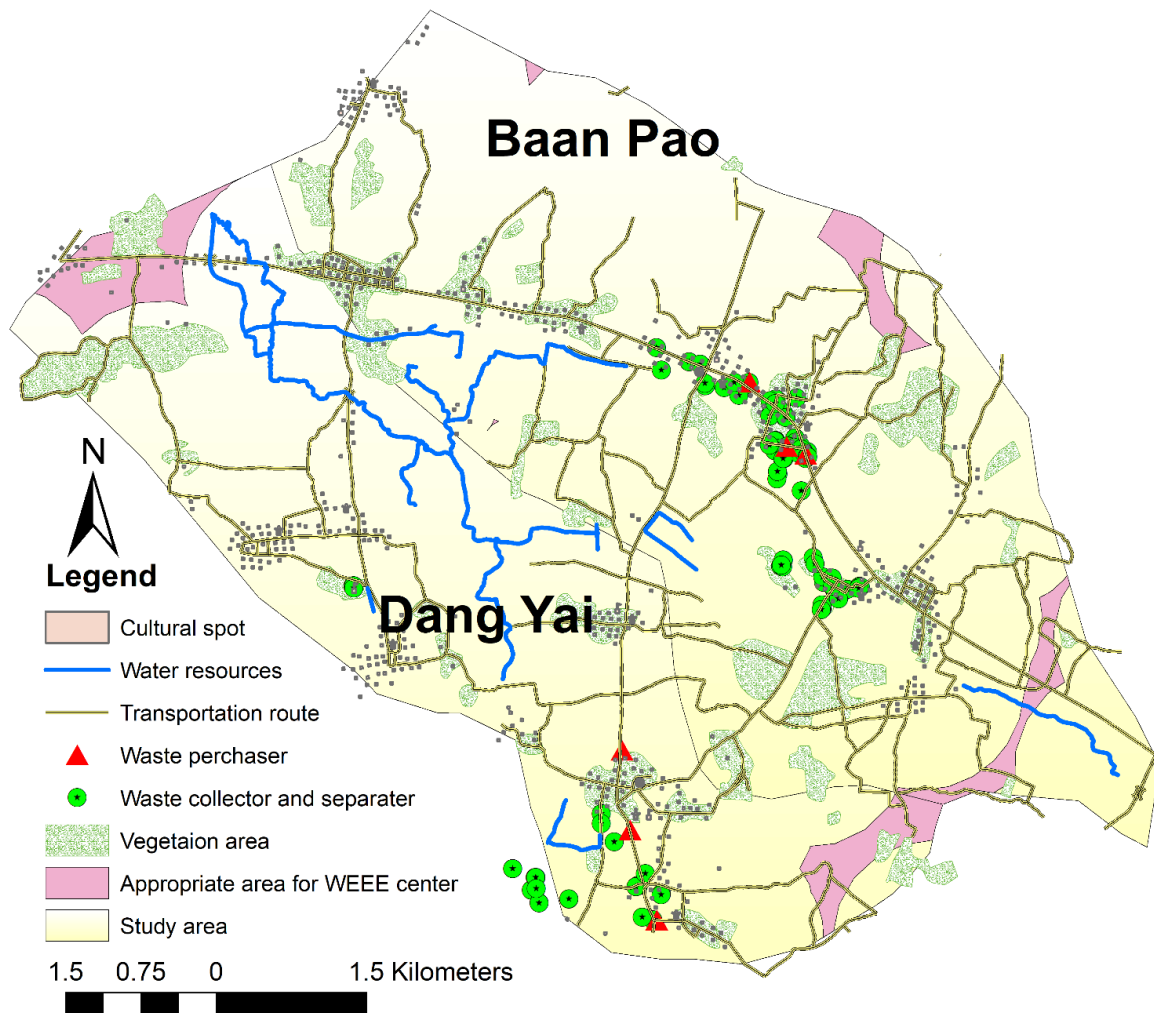 Baan Pao
N
Legend
Dang Yai
Cultural spot
Water resources
Transportation route
Waste perchaser
Waste collector and separater
Vegetaion area
Appropriate area for WEEE center
Study area
1.5 0.75 0 1.5 Kilometers